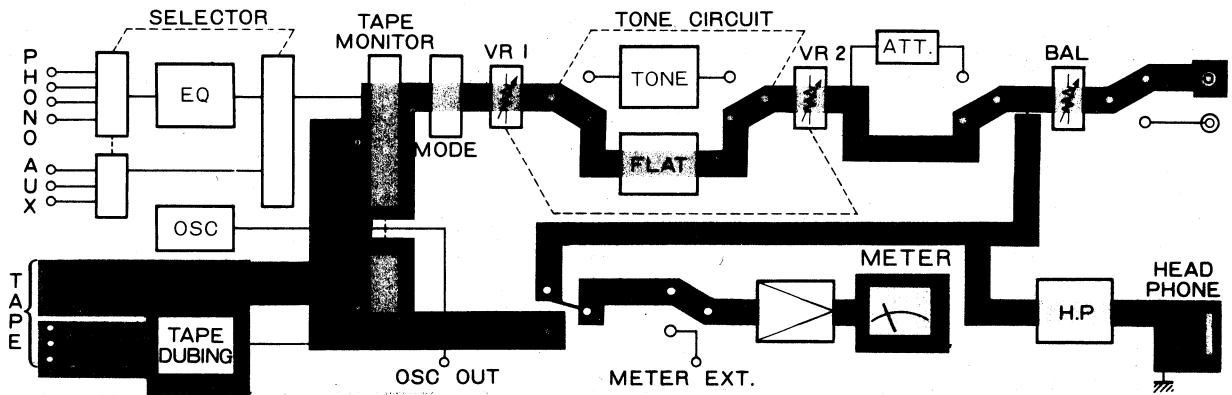 SELECTOR
TAPE
MONITOR
VR 1
TONE CIRCUIT
VR 2
ATT.
BAL
PHONO
EQ
TONE
MODE
FLAT
AUX
OSC
METER
HEAD
PHONE
TAPE
TAPE
DUBING
H.P
OSC OUT
METER EXT.